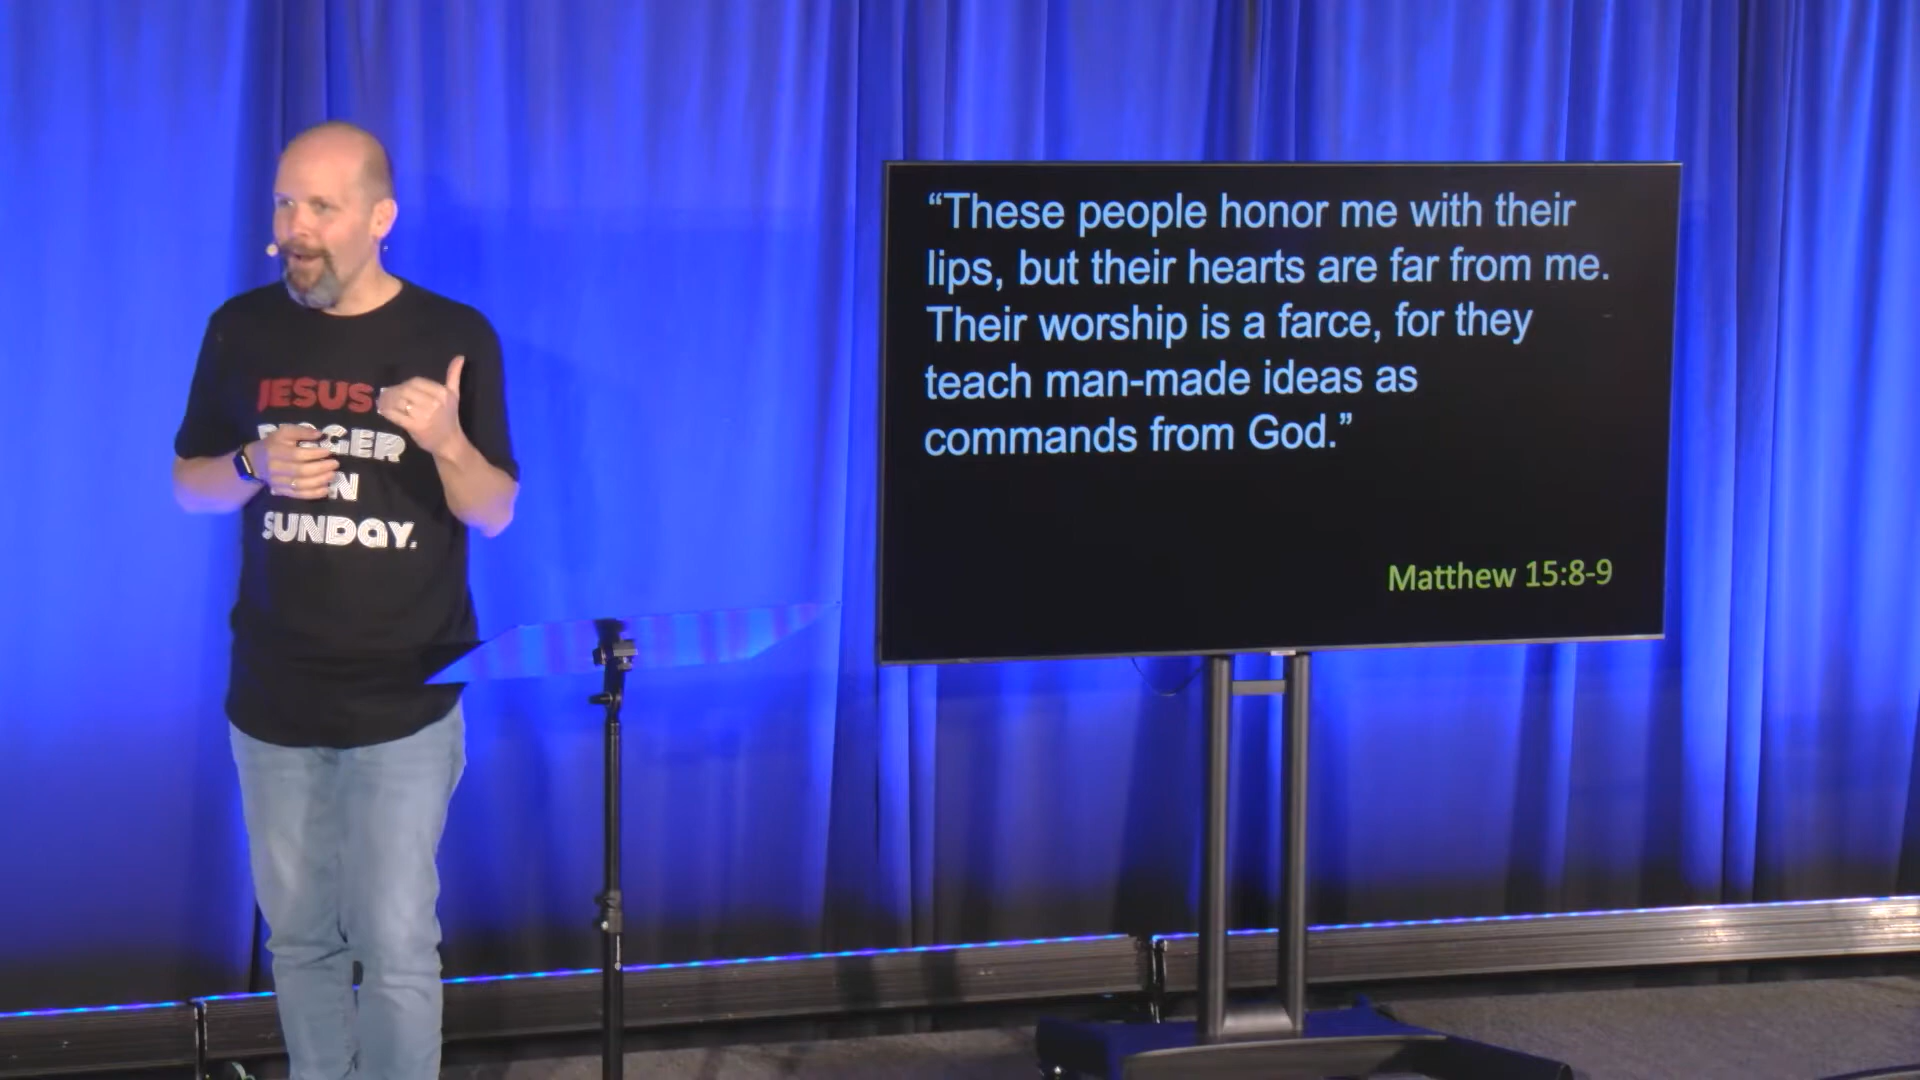 JESUS
SUNDAY.
“These people honor me with their
lips, but their hearts are far from me.
Their worship is a farce, for they
teach man-made ideas as
commands from God.”
Matthew 15:8-9